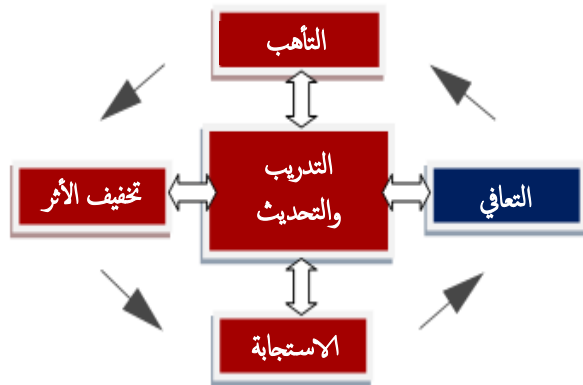 التأهب
التدريب
والتحديث
تخفيف الأثر
التعافي
الاستجابة